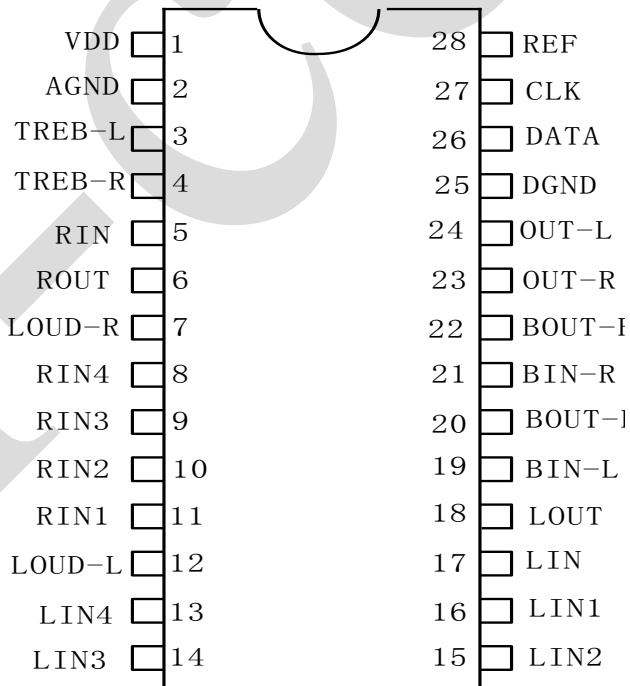 VDD 1 28 REF
AGND 2 27 CLK
TREB-L 3 26 DATA
TREB-R 4 25 DGND
RIN 5 24 OUT-L
ROUT 6 23 OUT-R
LOUD-R 7 22
RIN4 8 21 BIN-R
RIN3 9 20
RIN2 10 19 BIN-L
RIN1 11 18 LOUT
LOUD-L 12 17 LIN
LIN4 13 16 LIN1
LIN3 14 15 LIN2